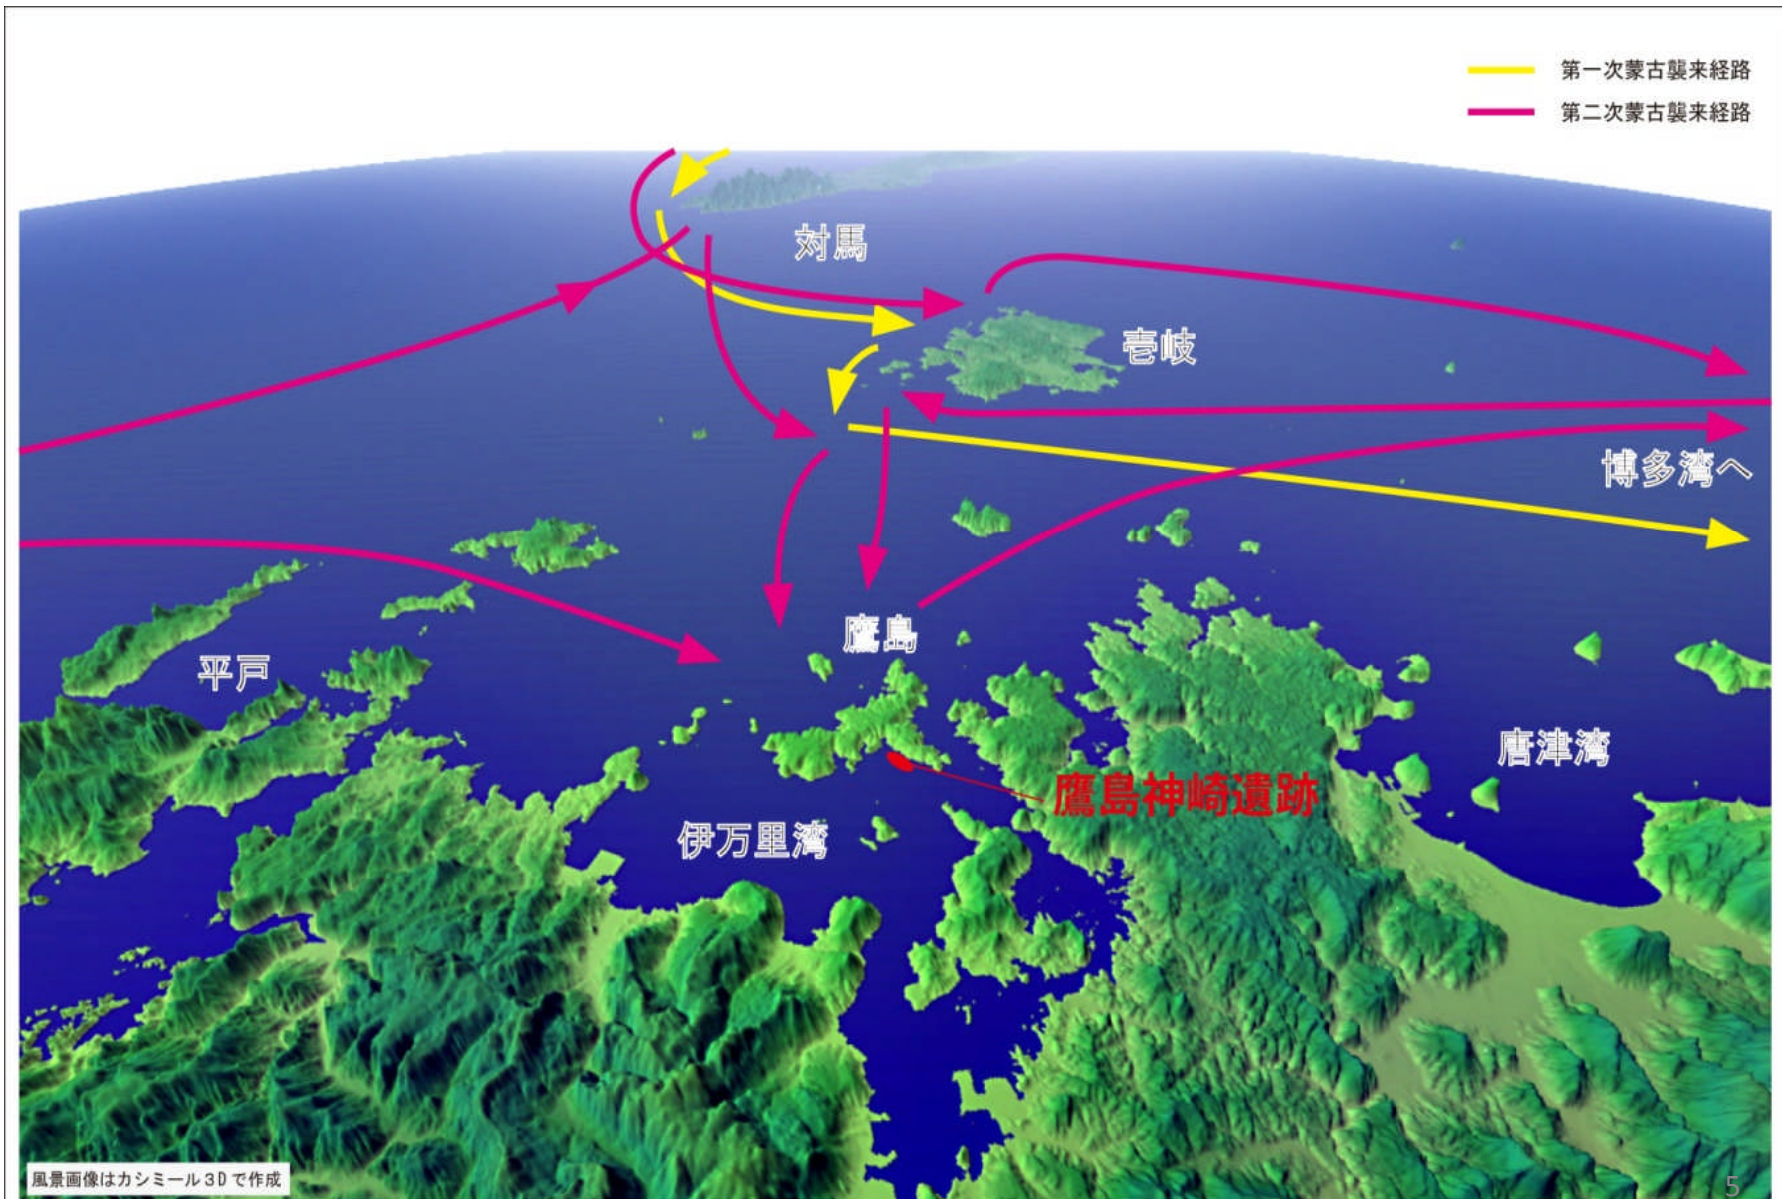 第一次蒙古襲来経路
第二次蒙古襲来経路
対馬
壱岐
博多湾へ
鷹島
平戸
唐津湾
鷹島神崎遺跡
伊万里湾
風景画像はカシミール3Dで作成
5